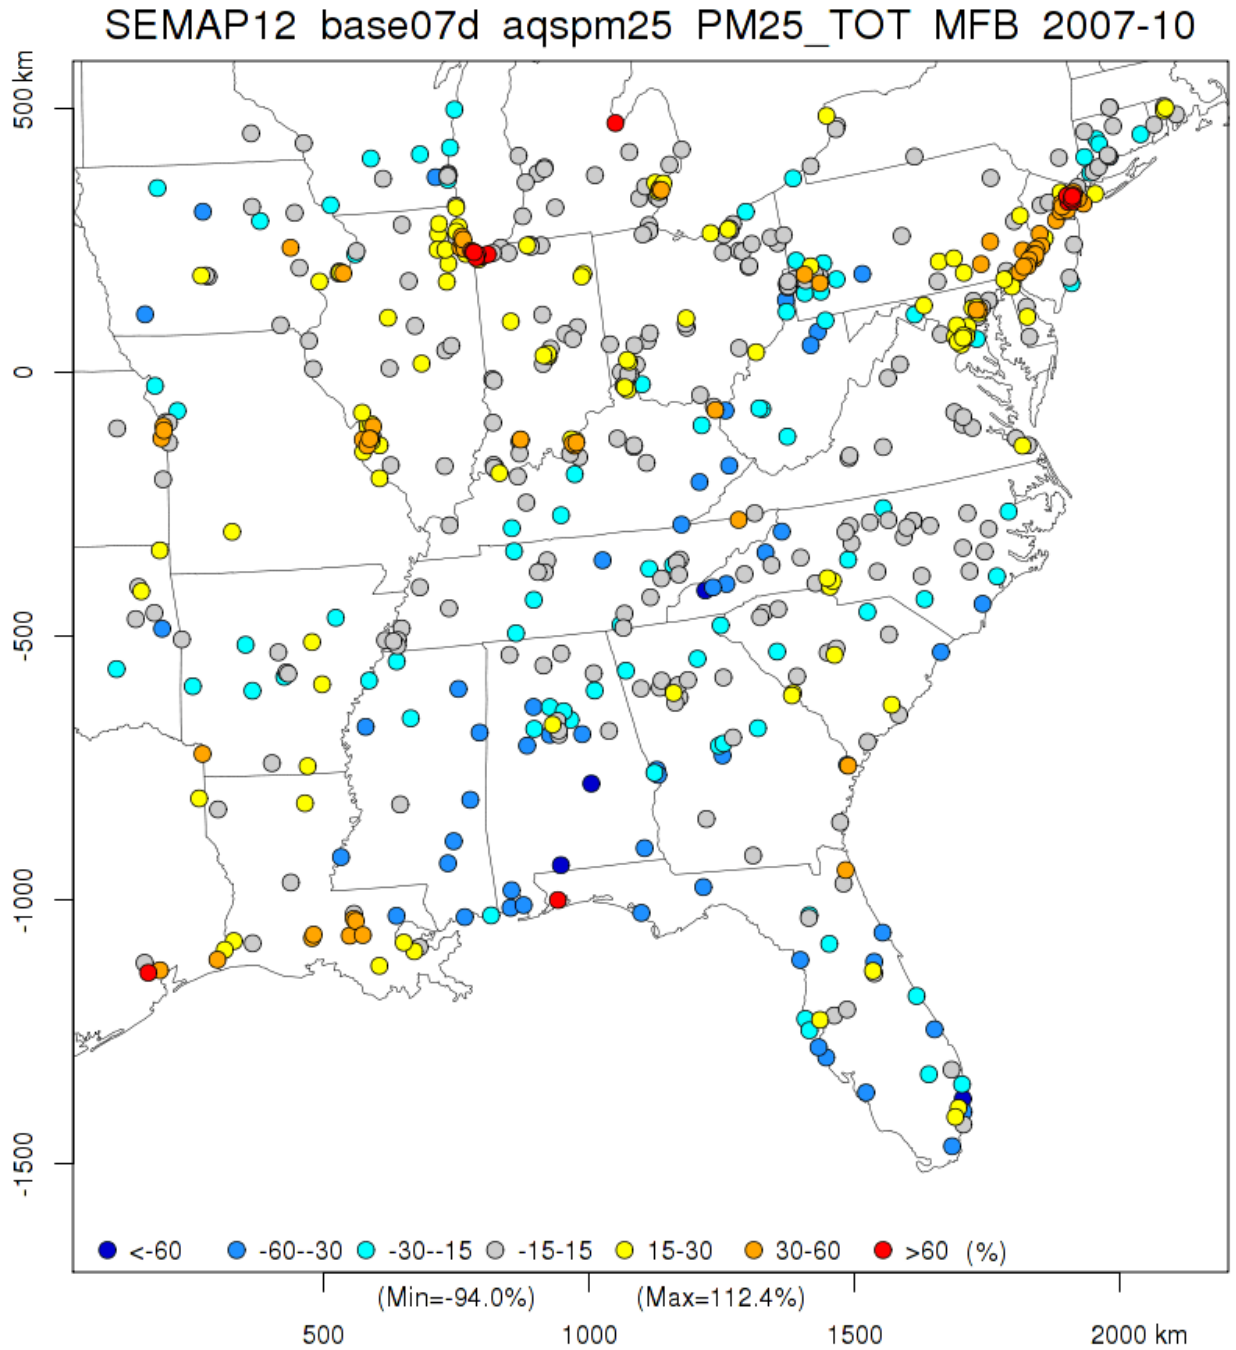 SEMAP12 base07d aqspm25 PM25_TOT MFB 2007-10
500 km
0
-500
-1000
-1500
<-60 -60--30 -30--15 -15-15 15-30 30-60 >60 (%)
(Min=-94.0%) (Max=112.4%)
500 1000 1500 2000 km